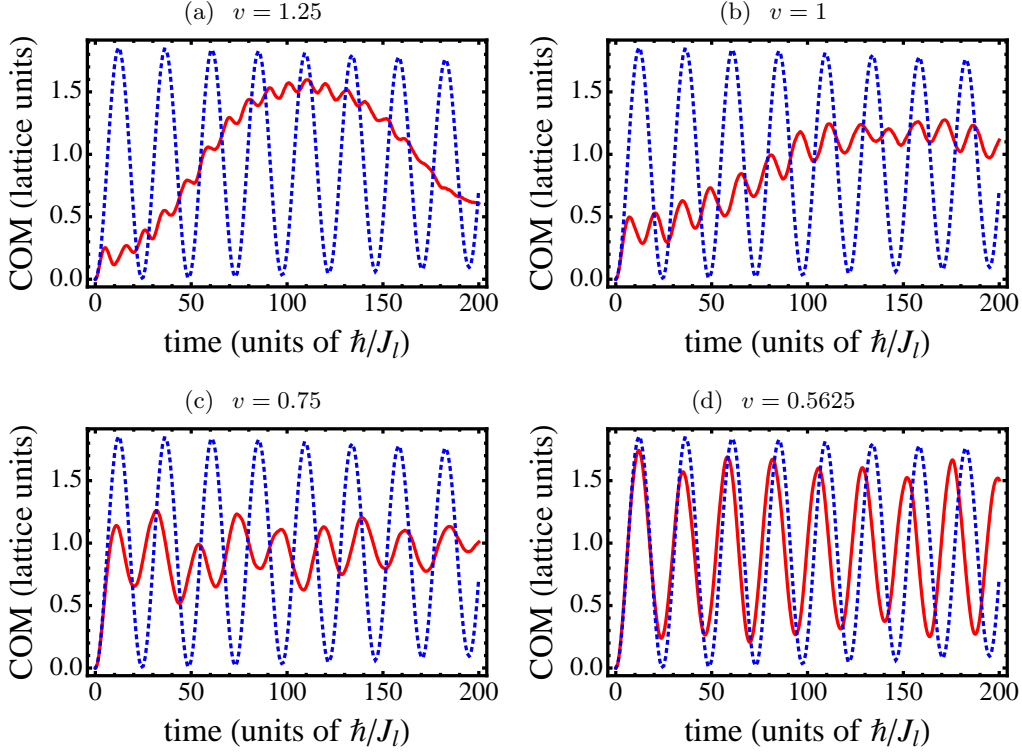 (a) v = 1.25
(b) v = 1
COM (lattice units)
1.5
1.0
0.5
0.0
0 50 100 150 200
time (units of ℏ/J_l)
COM (lattice units)
1.5
1.0
0.5
0.0
0 50 100 150 200
time (units of ℏ/J_l)
(c) v = 0.75
(d) v = 0.5625
COM (lattice units)
1.5
1.0
0.5
0.0
0 50 100 150 200
time (units of ℏ/J_l)
COM (lattice units)
1.5
1.0
0.5
0.0
0 50 100 150 200
time (units of ℏ/J_l)